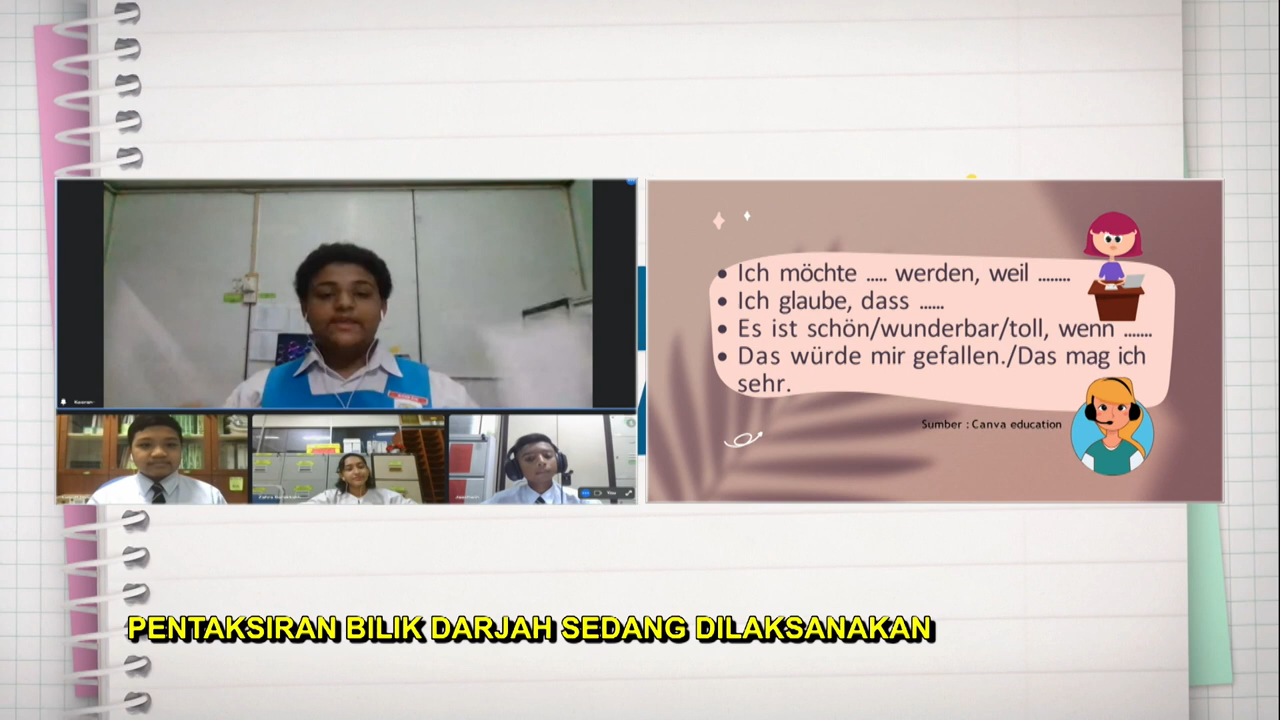 • Ich möchte ..... werden, weil ........
• Ich glaube, dass ......
• Es ist schön/wunderbar/toll, wenn .......
• Das würde mir gefallen./Das mag ich
sehr.
Sumber : Canva education
You
PENTAKSIRAN BILIK DARJAH SEDANG DILAKSANAKAN